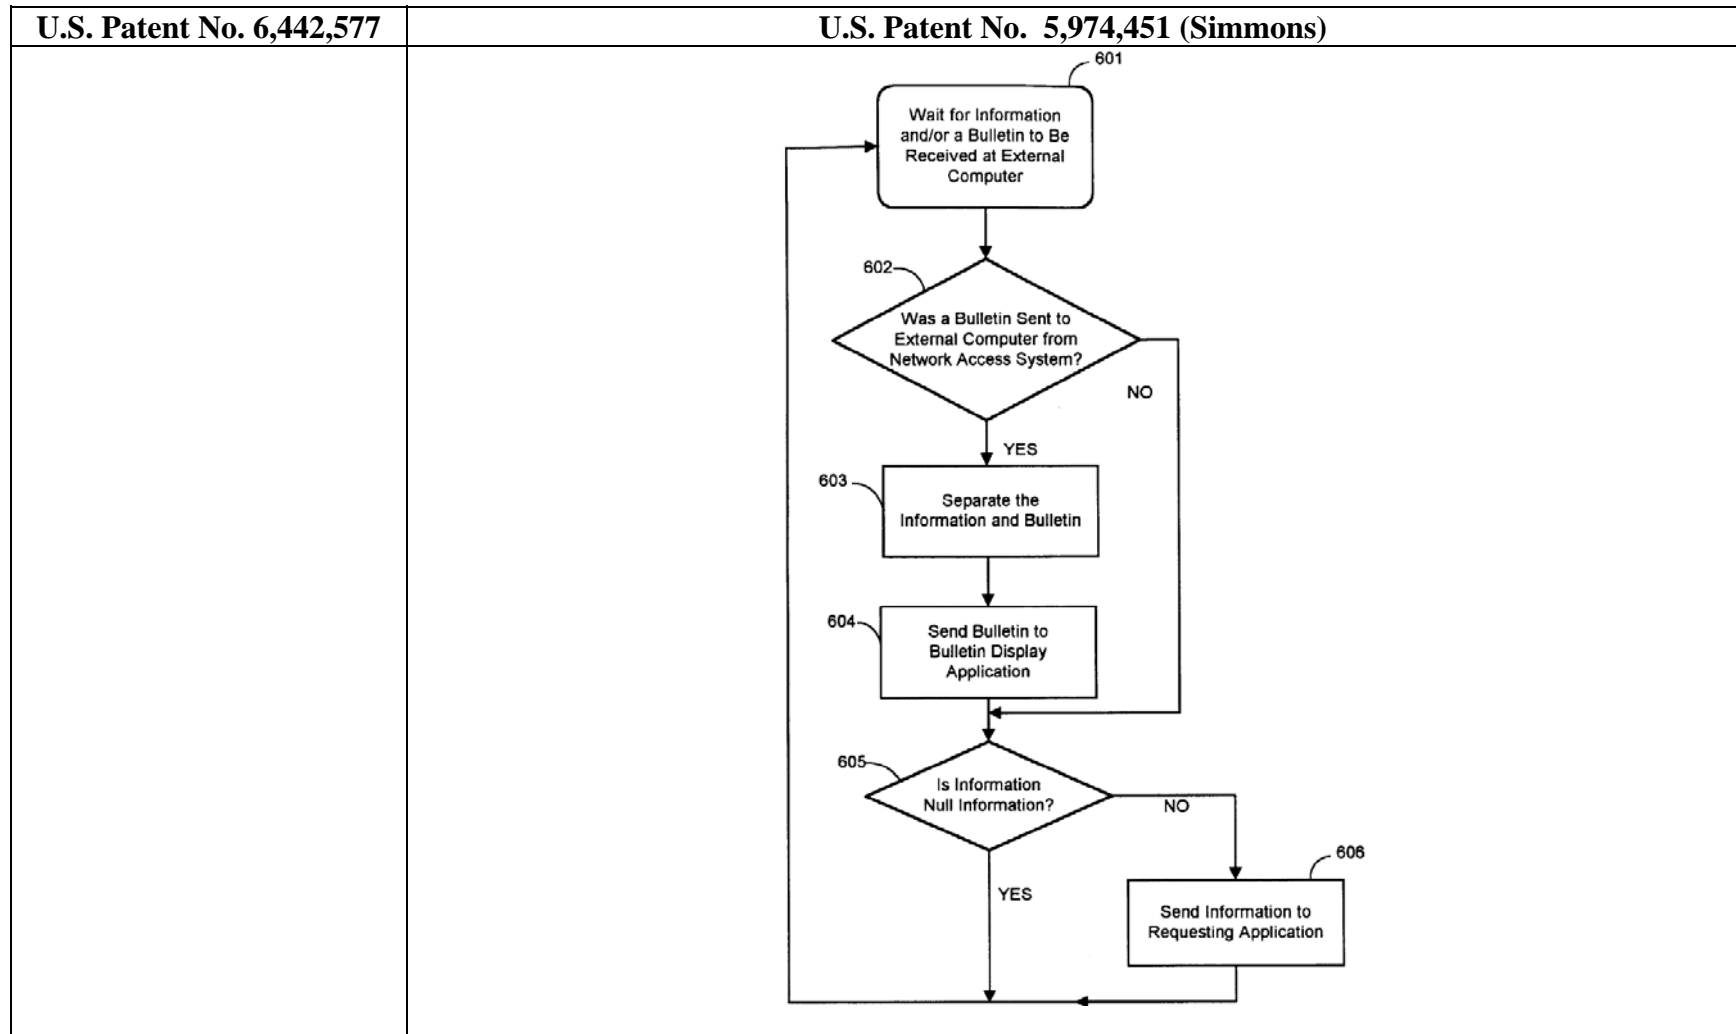 U.S. Patent No. 6,442,577
U.S. Patent No. 5,974,451 (Simmons)
601
Wait for Information
and/or a Bulletin to Be
Received at External
Computer
602
Was a Bulletin Sent to
External Computer from
Network Access System?
NO
YES
603
Separate the
Information and Bulletin
604
Send Bulletin to
Bulletin Display
Application
605
Is Information
Null Information?
NO
606
YES
Send Information to
Requesting Application